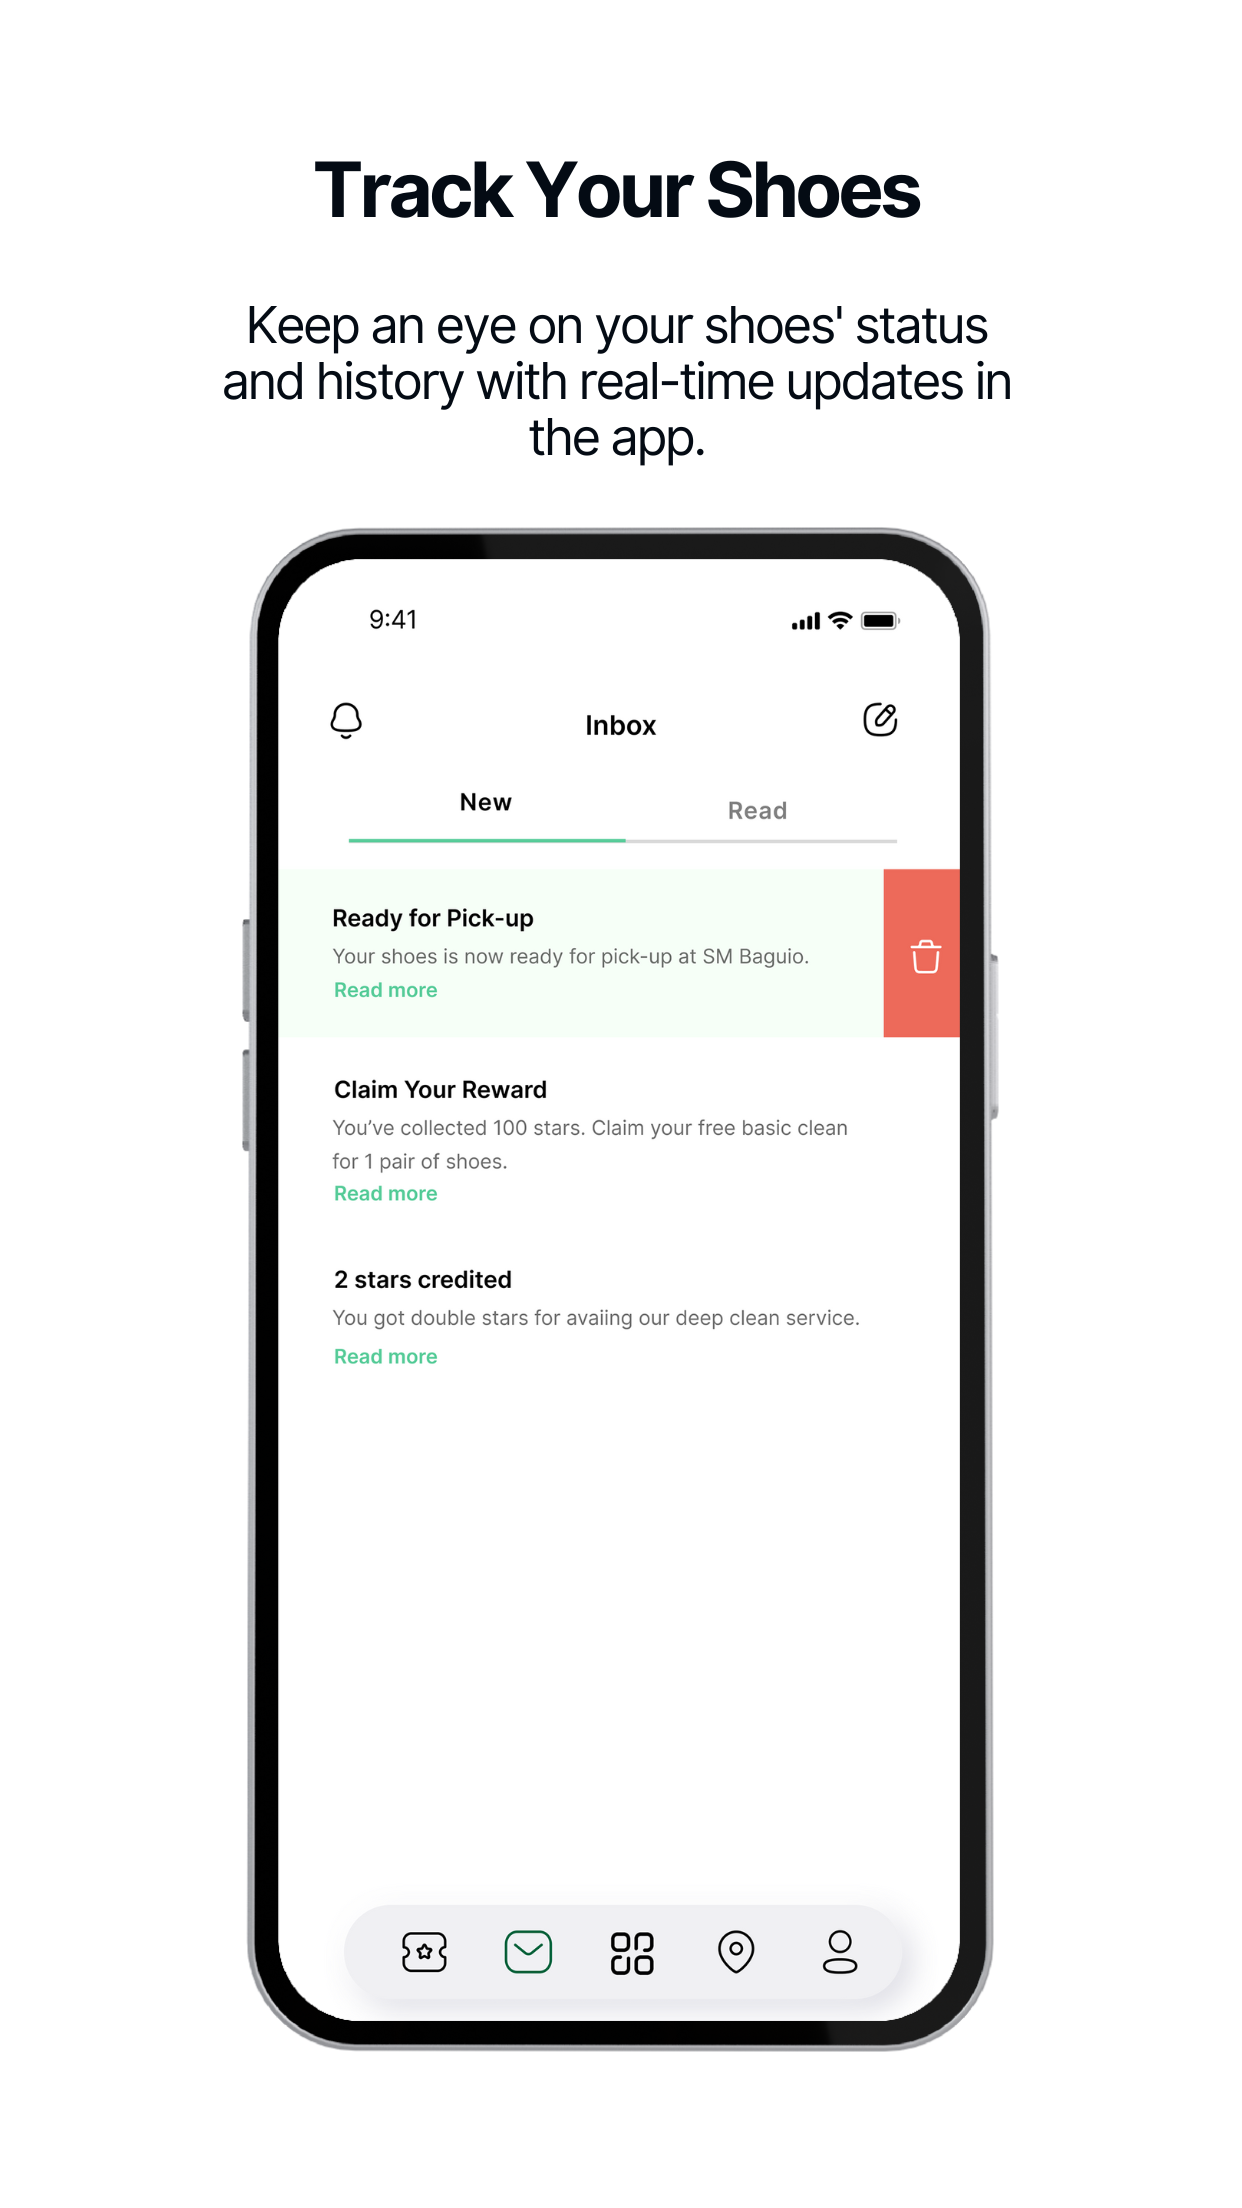 Track Your Shoes
Keep an eye on your shoes' status
and history with real-time updates in
the app.
9:41
Inbox
New
Read
Ready for Pick-up
Your shoes is now ready for pick-up at SM Baguio.
Read more
Claim Your Reward
You’ve collected 100 stars. Claim your free basic clean
for 1 pair of shoes.
Read more
2 stars credited
You got double stars for avaiing our deep clean service.
Read more